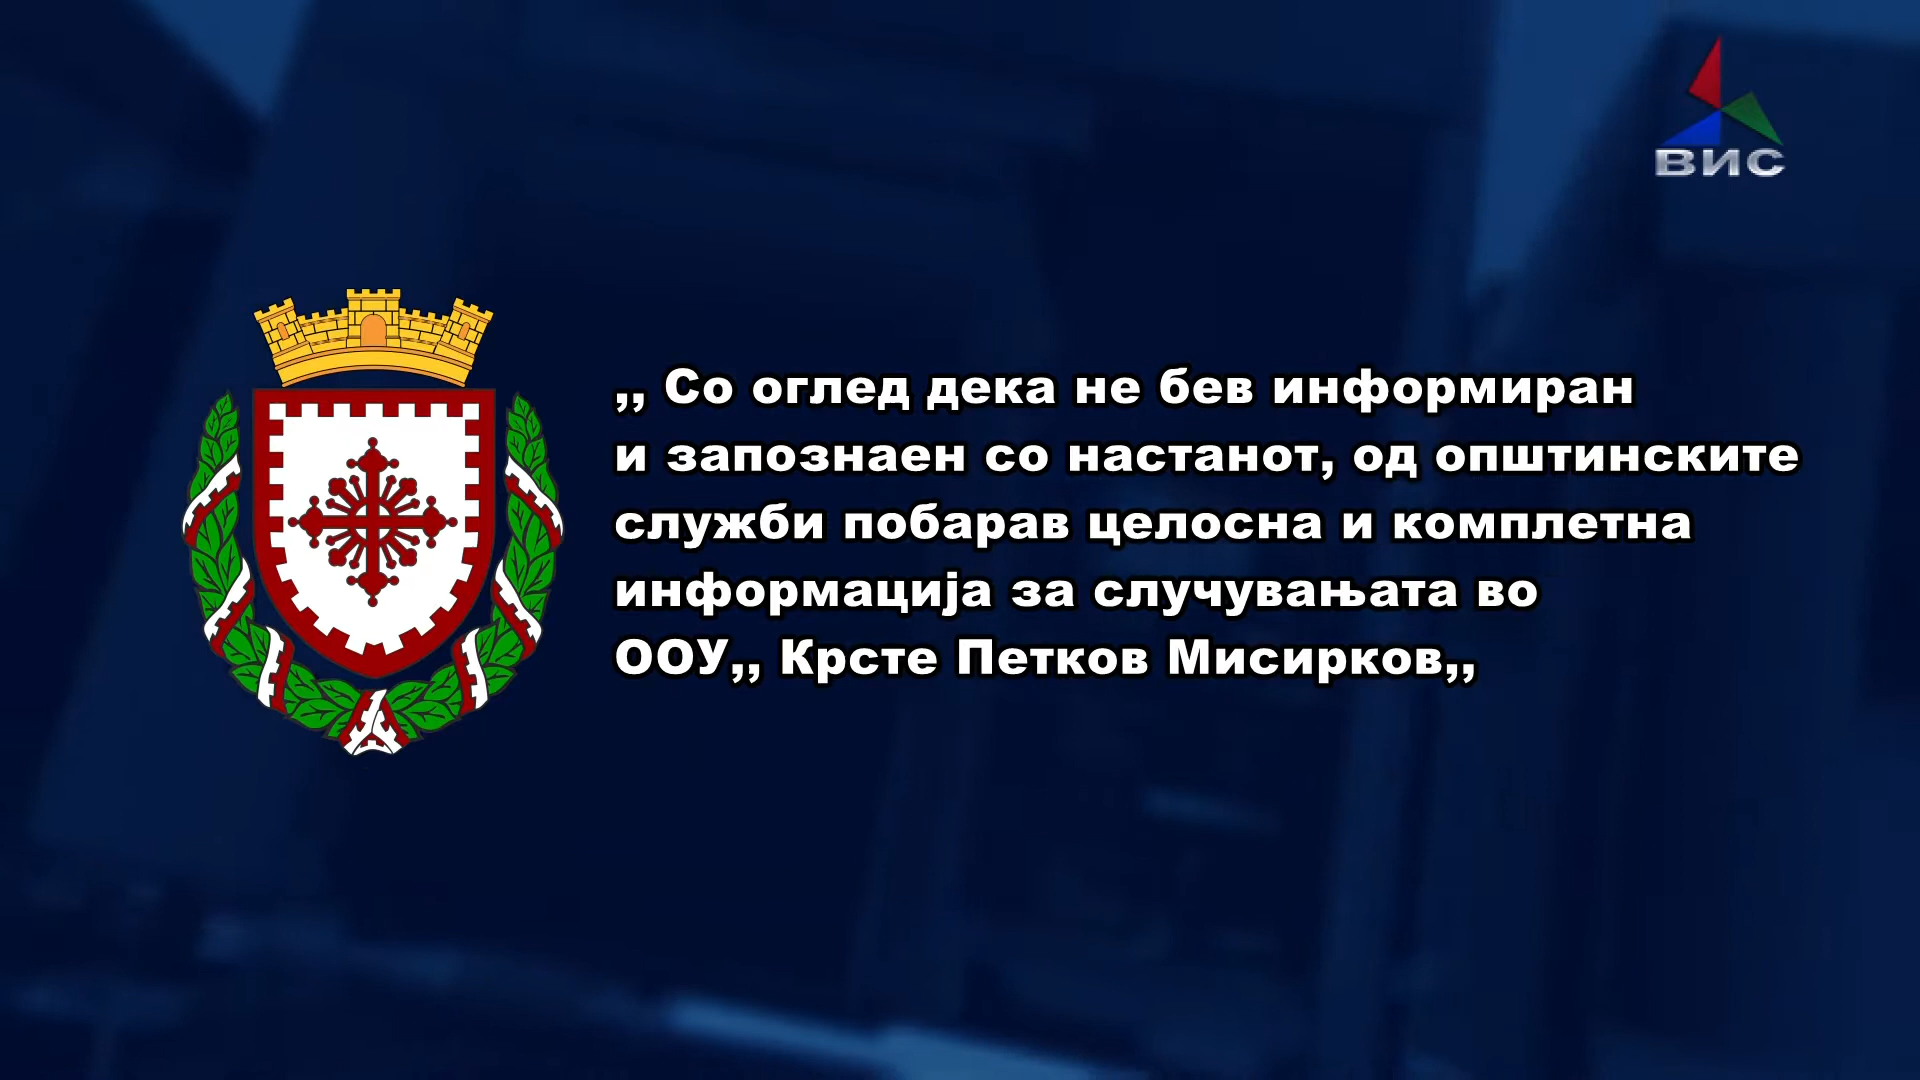 ВИС
,, Со оглед дека не бев информиран
и запознаен со настанот, од општинските
служби побарав целосна и комплетна
информација за случувањата во
ООУ,, Крсте Петков Мисирков,,